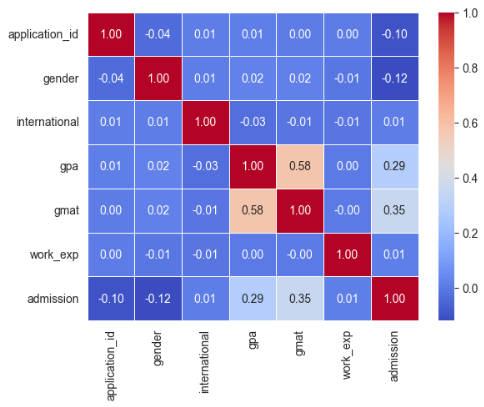 application_id 1.00 -0.04 0.01 0.01 0.00 0.00 -0.10
gender -0.04 1.00 0.01 0.02 0.02 -0.01 -0.12
international 0.01 0.01 1.00 -0.03 -0.01 -0.01 0.01
gpa 0.01 0.02 -0.03 1.00 0.58 0.00 0.29
gmat 0.00 0.02 -0.01 0.58 1.00 -0.00 0.35
work_exp 0.00 -0.01 -0.01 0.00 -0.00 1.00 0.01
admission -0.10 -0.12 0.01 0.29 0.35 0.01 1.00
application_id
gender
international
gpa
gmat
work_exp
admission
1.0
0.8
0.6
0.4
0.2
0.0